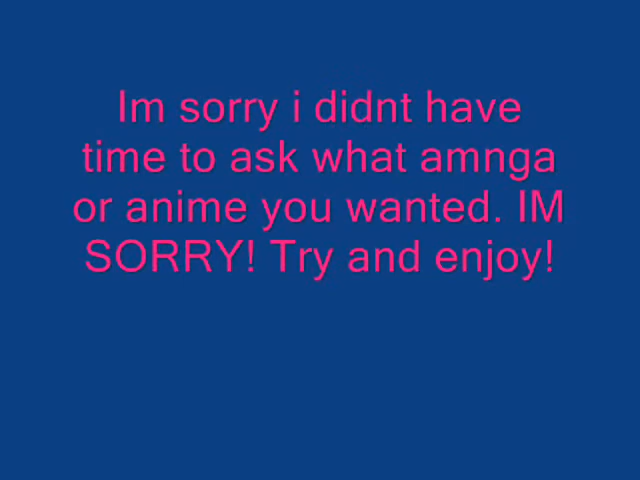 Im sorry i didnt have
time to ask what amnga
or anime you wanted. IM
SORRY! Try and enjoy!